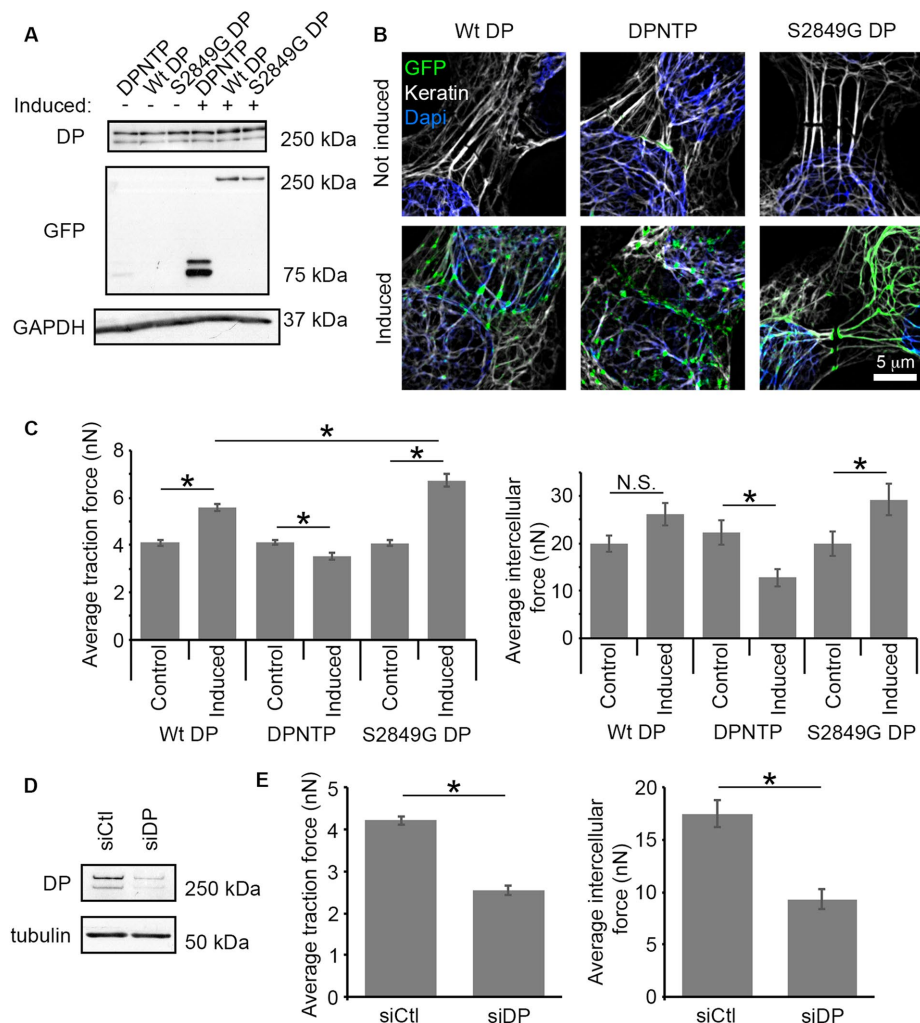 A
DPNTP
Wt DP
S2849G DP
DPNTP
Wt DP
S2849G DP
Induced: - - - + + +
DP
250 kDa
GFP
250 kDa
75 kDa
GAPDH
37 kDa
B
Wt DP DPNTP S2849G DP
GFP
Keratin
Dapi
Not induced
Induced
5 μm
C
Average traction force (nN)
8
6
4
2
0
*
*
*
*
Control Induced Control Induced Control Induced
Wt DP DPNTP S2849G DP
Average intercellular
force (nN)
30
20
10
0
N.S.
*
*
Control Induced Control Induced Control Induced
Wt DP DPNTP S2849G DP
D
siCtl siDP
DP
250 kDa
tubulin
50 kDa
E
Average traction force (nN)
5
4
2
1
0
*
siCtl siDP
Average intercellular
force (nN)
20
15
10
5
0
*
siCtl siDP